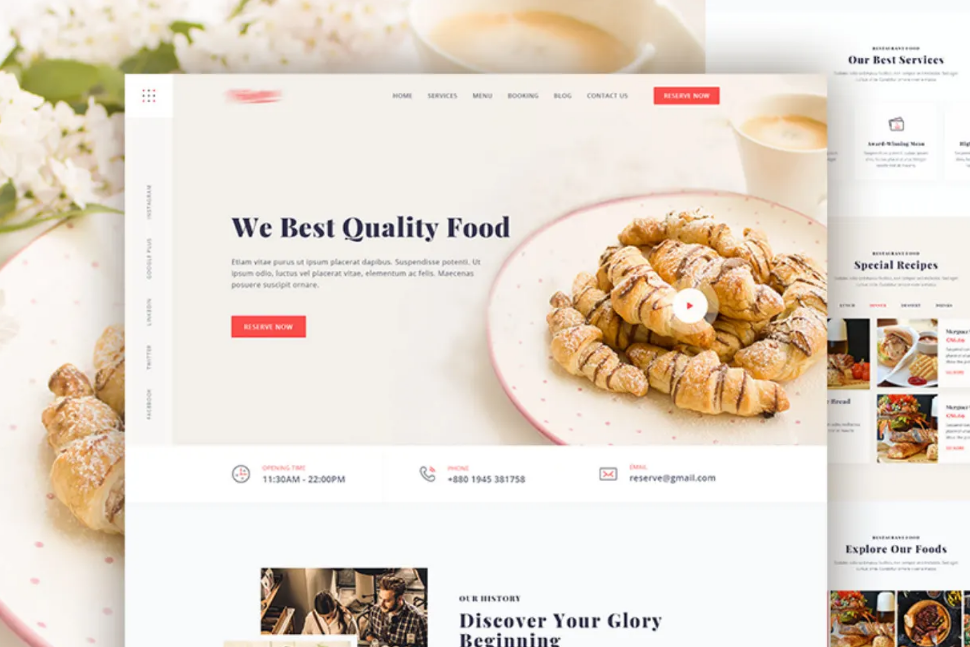 HOME SERVICES MENU BOOKING BLOG CONTACT US RESERVE NOW
INSTAGRAM
GOOGLE PLUS
LINKEDIN
TWITTER
FACEBOOK
We Best Quality Food
Etiam vitae purus ut ipsum placerat dapibus. Suspendisse potenti. Ut
ipsum odio, luctus vel placerat vitae, elementum ac felis. Maecenas
posuere suscipit ornare.
RESERVE NOW
OPENING TIME
11:30AM - 22:00PM
PHONE
+880 1945 381758
EMAIL
reserve@gmail.com
OUR HISTORY
Discover Your Glory
Beginning
RESTAURANT FOOD
Our Best Services
Award-Winning Menu
RESTAURANT FOOD
Special Recipes
DINNER DESSERT
Bread
RESTAURANT FOOD
Explore Our Foods